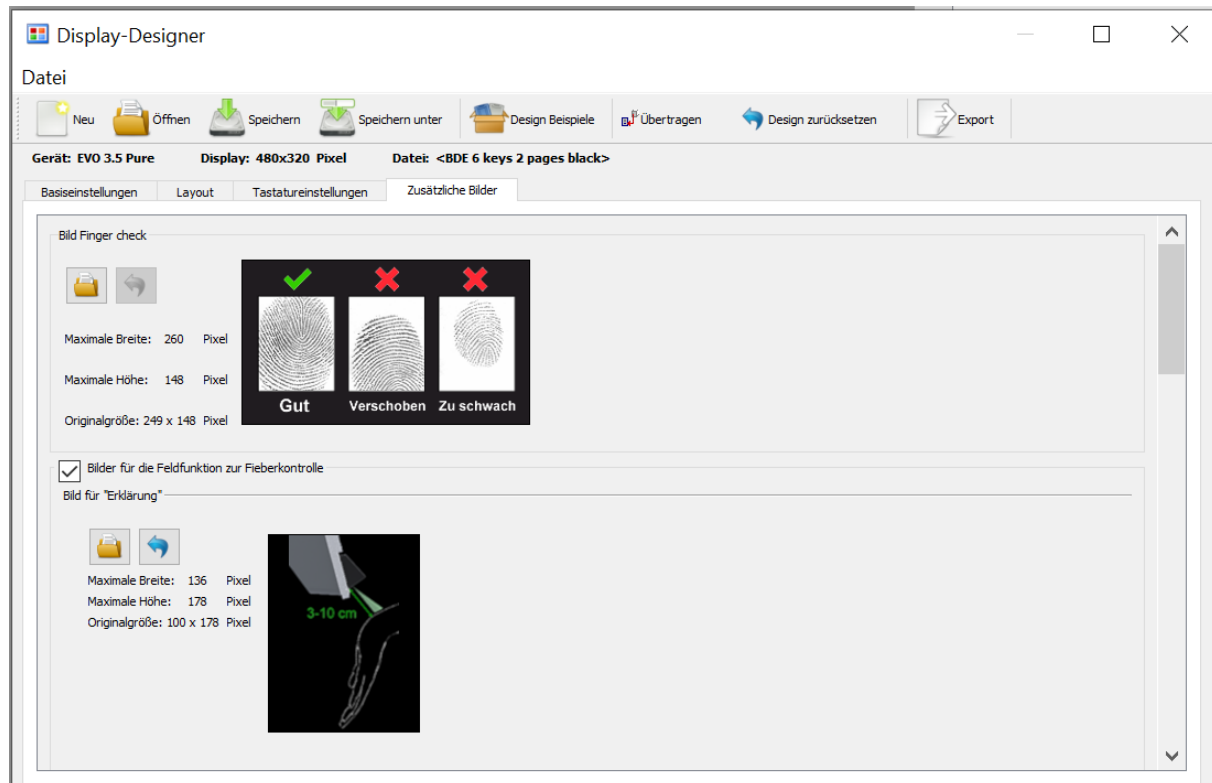 Display-Designer
Datei
Neu Öffnen Speichern Speichern unter Design Beispiele Übertragen Design zurücksetzen Export
Gerät: EVO 3.5 Pure Display: 480x320 Pixel Datei: <BDE 6 keys 2 pages black>
Basiseinstellungen Layout Tastatureinstellungen Zusätzliche Bilder
Bild Finger check
Maximale Breite: 260 Pixel
Maximale Höhe: 148 Pixel
Originalgröße: 249 x 148 Pixel
Gut Verschoben Zu schwach
Bilder für die Feldfunktion zur Fieberkontrolle
Bild für "Erklärung"
Maximale Breite: 136 Pixel
Maximale Höhe: 178 Pixel
Originalgröße: 100 x 178 Pixel
3-10 cm